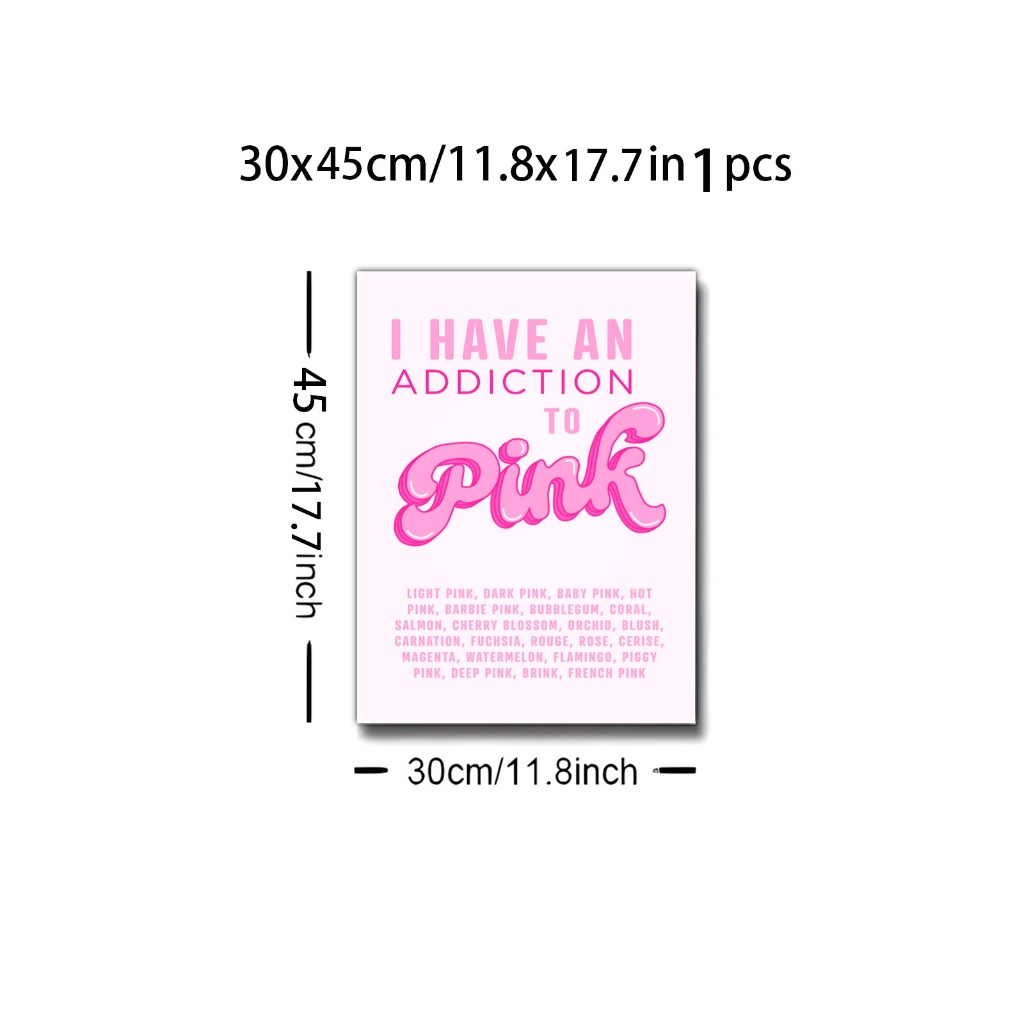 30x45cm/11.8x17.7in 1 pcs
45 cm/17.7inch
I HAVE AN
ADDICTION
TO
Pink
LIGHT PINK, DARK PINK, BABY PINK, HOT
PINK, BARBIE PINK, BUBBLEGUM, CORAL,
SALMON, CHERRY BLOSSOM, ORCHID, BLUSH,
CARNATION, FUCHSIA, ROUGE, ROSE, CERISE,
MAGENTA, WATERMELON, FLAMINGO, PIGGY
PINK, DEEP PINK, BRINK, FRENCH PINK
30cm/11.8inch